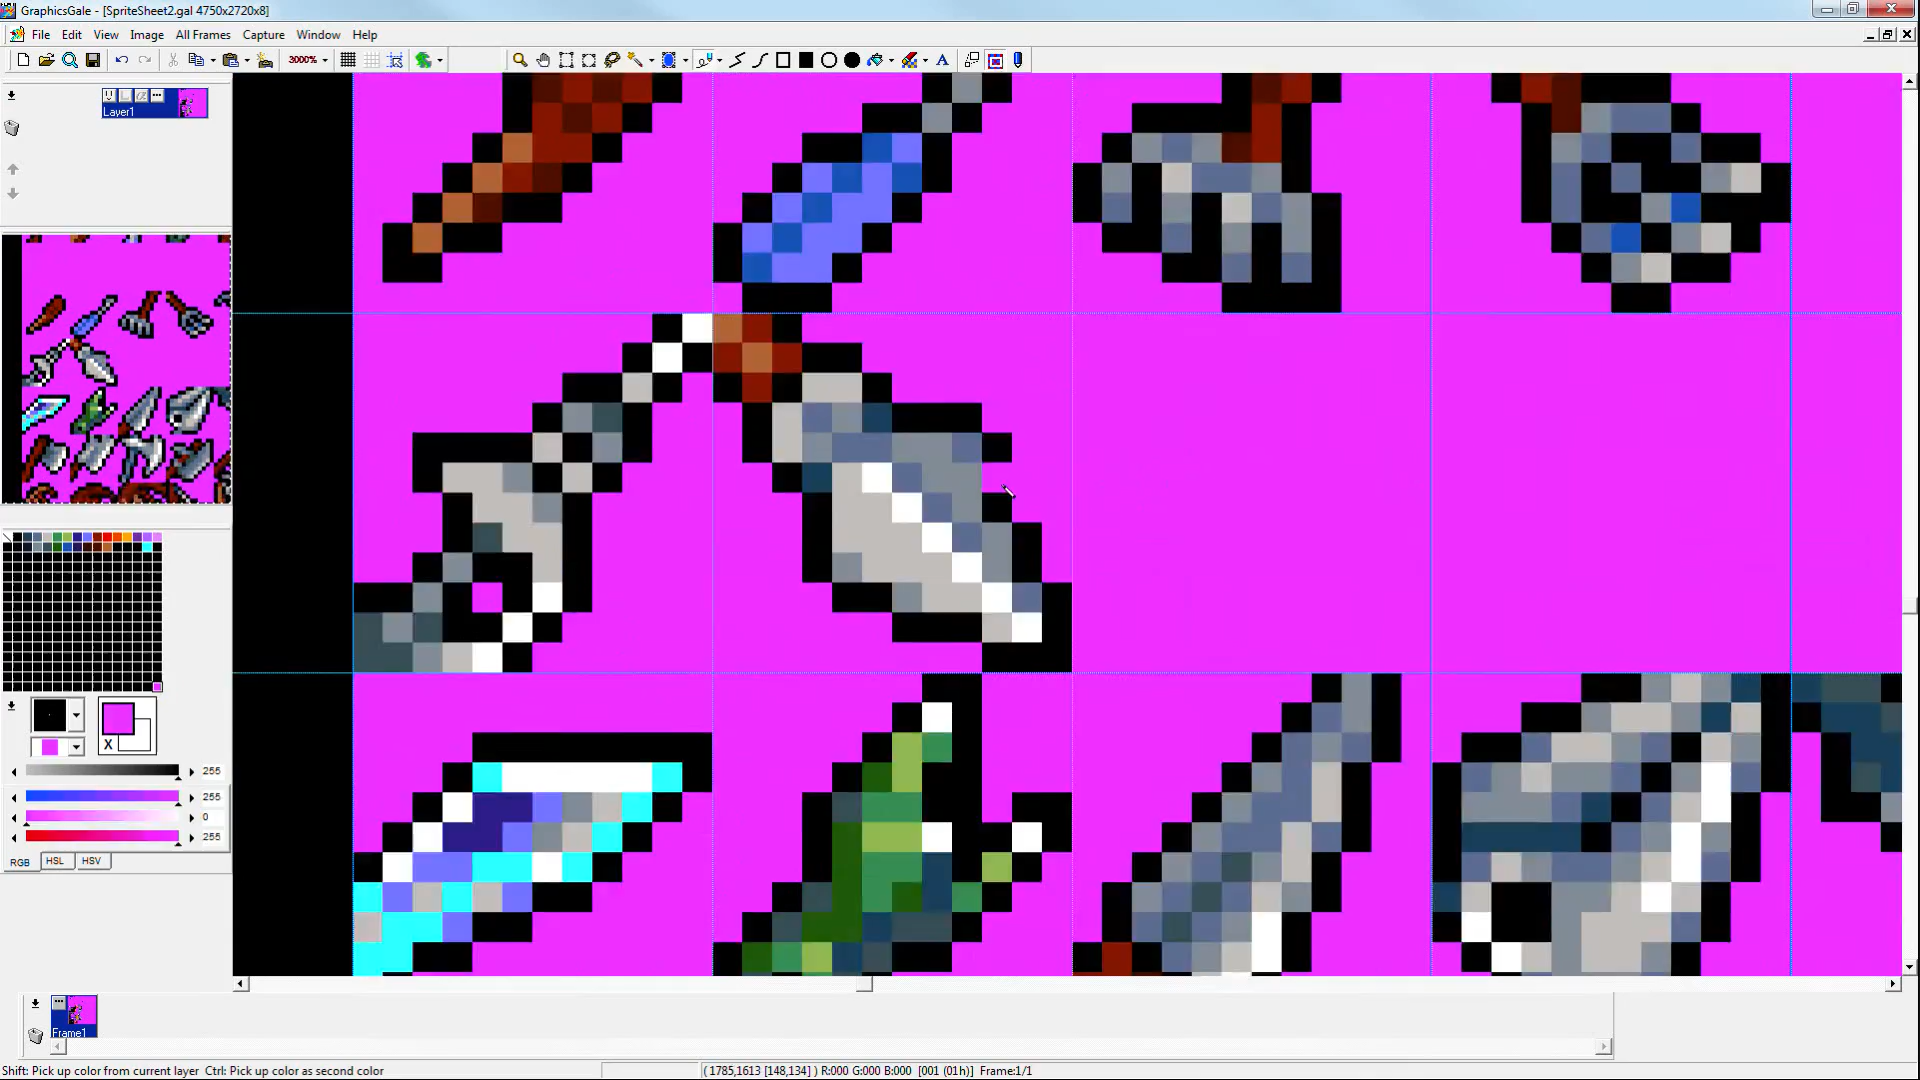 GraphicsGale - [SpriteSheet2.gal 4750x2720x8]
File Edit View Image All Frames Capture Window Help
3000%
A
Layer1
X
255
255
0
255
RGB HSL HSV
Frame1
Shift: Pick up color from current layer Ctrl: Pick up color as second color
( 1785,1613 [148,134] ) R:000 G:000 B:000 [001 (01h) ] Frame:1/1